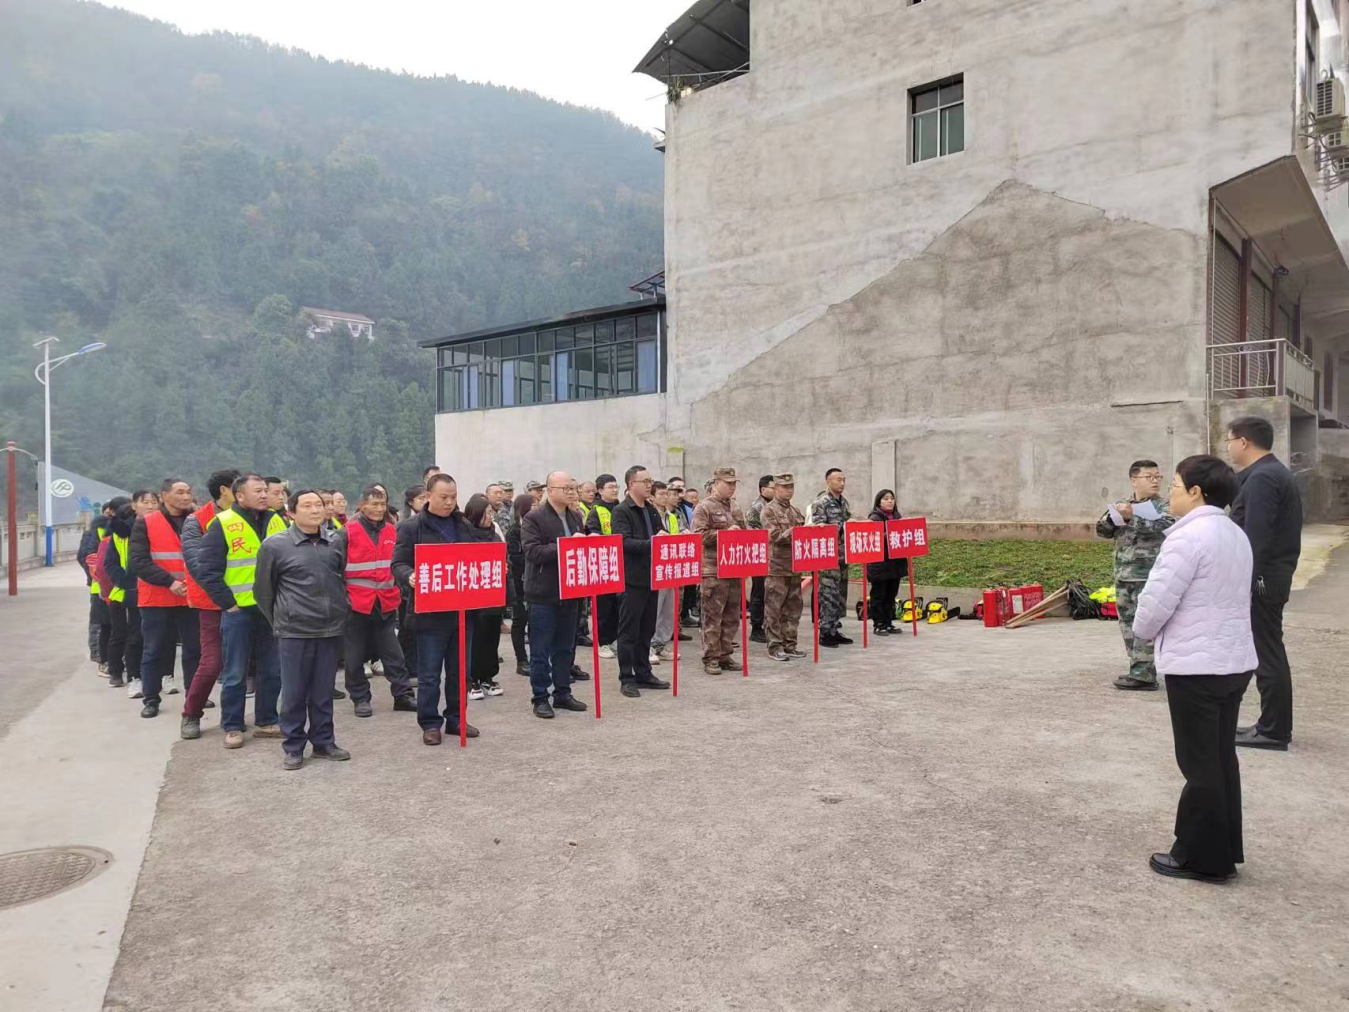 善后工作处理组
后勤保障组
通讯联络
宣传报道组
人力打火把组
防火隔离组
现场灭火组
救护组
四民